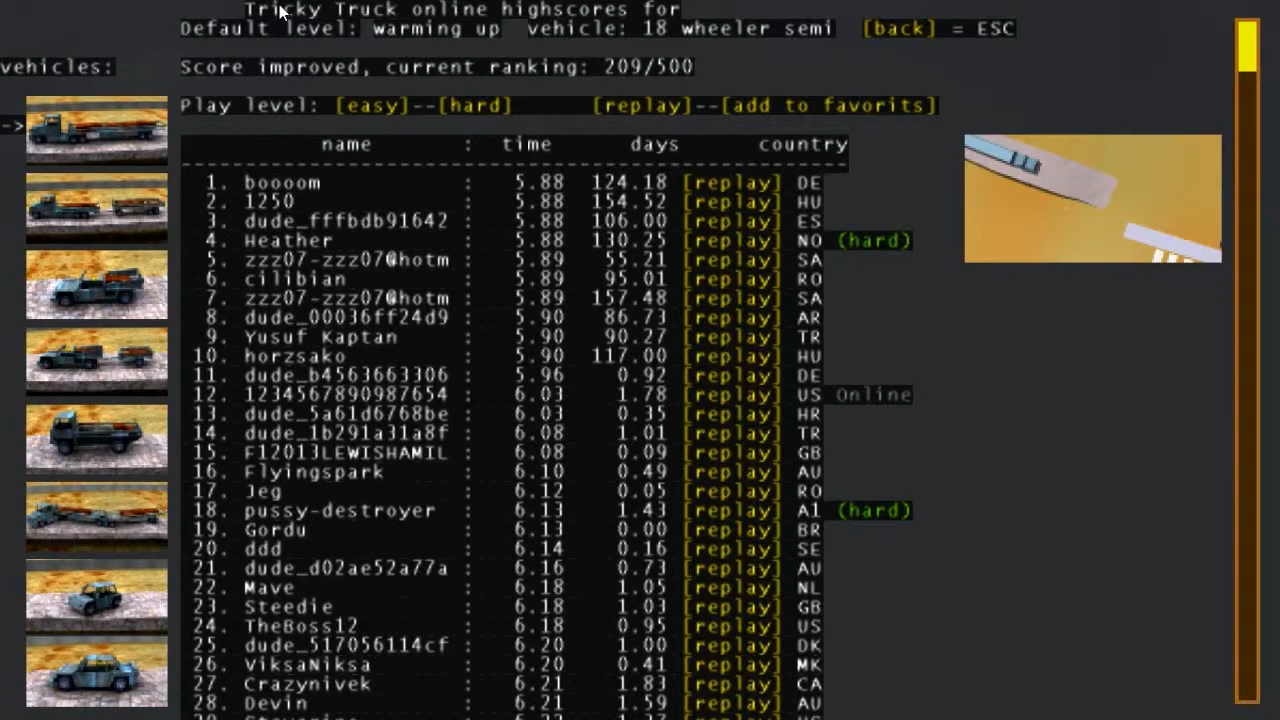 Tricky Truck online highscores for
Default level: warming up  vehicle: 18 wheeler semi  [back] = ESC
vehicles:
Score improved, current ranking: 209/500
Play level: [easy]--[hard]  [replay]--[add to favorits]
->
name : time days country
1. boooom : 5.88 124.18 [replay] DE
2. 1250 : 5.88 154.52 [replay] HU
3. dude_fffbdb91642 : 5.88 106.00 [replay] ES
4. Heather : 5.88 130.25 [replay] NO (hard)
5. zzz07-zzz07@hotm : 5.89 55.21 [replay] SA
6. cilibian : 5.89 95.01 [replay] RO
7. zzz07-zzz07@hotm : 5.89 157.48 [replay] SA
8. dude_00036ff24d9 : 5.90 86.73 [replay] AR
9. Yusuf Kaptan : 5.90 90.27 [replay] TR
10. horzsako : 5.90 117.00 [replay] HU
11. dude_b4563663306 : 5.96 0.92 [replay] DE
12. 1234567890987654 : 6.03 1.78 [replay] US Online
13. dude_5a61d6768be : 6.03 0.35 [replay] HR
14. dude_1b291a31a8f : 6.08 1.01 [replay] TR
15. F12013LEWISHAMIL : 6.08 0.09 [replay] GB
16. Flyingspark : 6.10 0.49 [replay] AU
17. Jeg : 6.12 0.05 [replay] RO
18. pussy-destroyer : 6.13 1.43 [replay] A1 (hard)
19. Gordu : 6.13 0.00 [replay] BR
20. ddd : 6.14 0.16 [replay] SE
21. dude_d02ae52a77a : 6.16 0.73 [replay] AU
22. Mave : 6.18 1.05 [replay] NL
23. Steedie : 6.18 1.03 [replay] GB
24. TheBoss12 : 6.18 0.95 [replay] US
25. dude_517056114cf : 6.20 1.00 [replay] DK
26. ViksaNiksa : 6.20 0.41 [replay] MK
27. Crazynivek : 6.21 1.83 [replay] CA
28. Devin : 6.21 1.59 [replay] AU